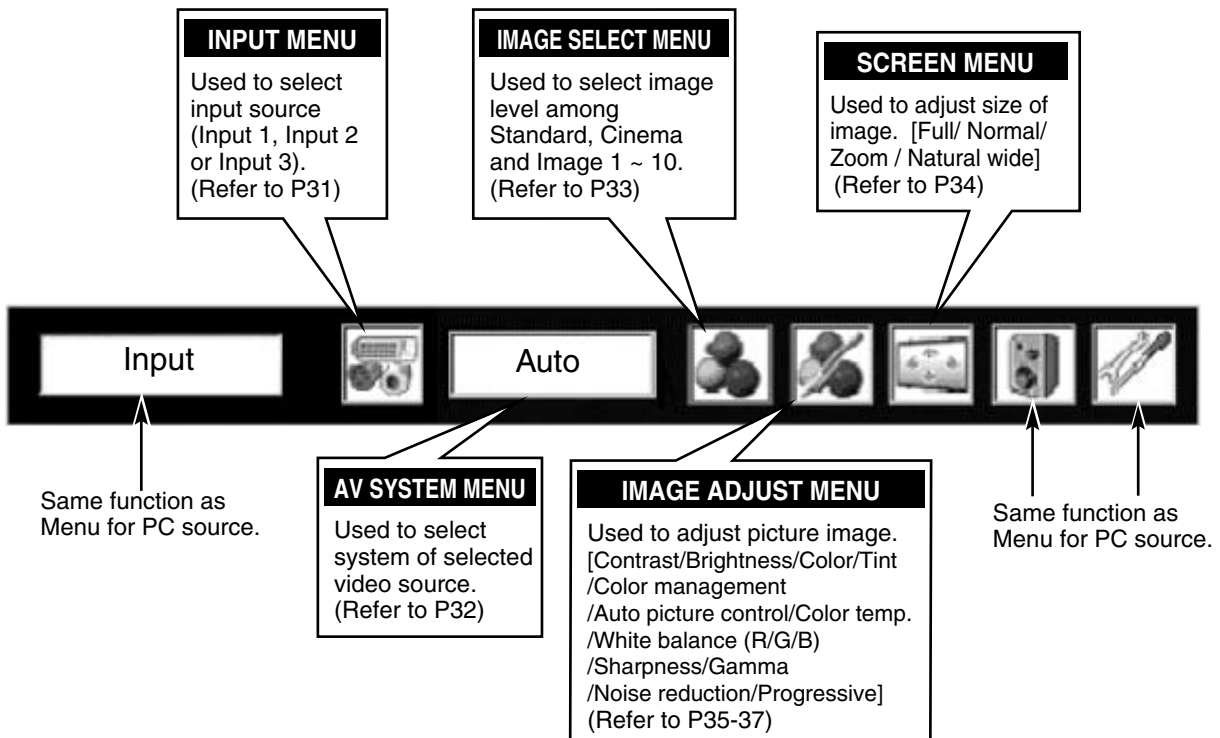 INPUT MENU
Used to select
input source
(Input 1, Input 2
or Input 3).
(Refer to P31)
IMAGE SELECT MENU
Used to select image
level among
Standard, Cinema
and Image 1 ~ 10.
(Refer to P33)
SCREEN MENU
Used to adjust size of
image. [Full/ Normal/
Zoom / Natural wide]
(Refer to P34)
Input
Auto
Same function as
Menu for PC source.
AV SYSTEM MENU
Used to select
system of selected
video source.
(Refer to P32)
IMAGE ADJUST MENU
Used to adjust picture image.
[Contrast/Brightness/Color/Tint
/Color management
/Auto picture control/Color temp.
/White balance (R/G/B)
/Sharpness/Gamma
/Noise reduction/Progressive]
(Refer to P35-37)
Same function as
Menu for PC source.